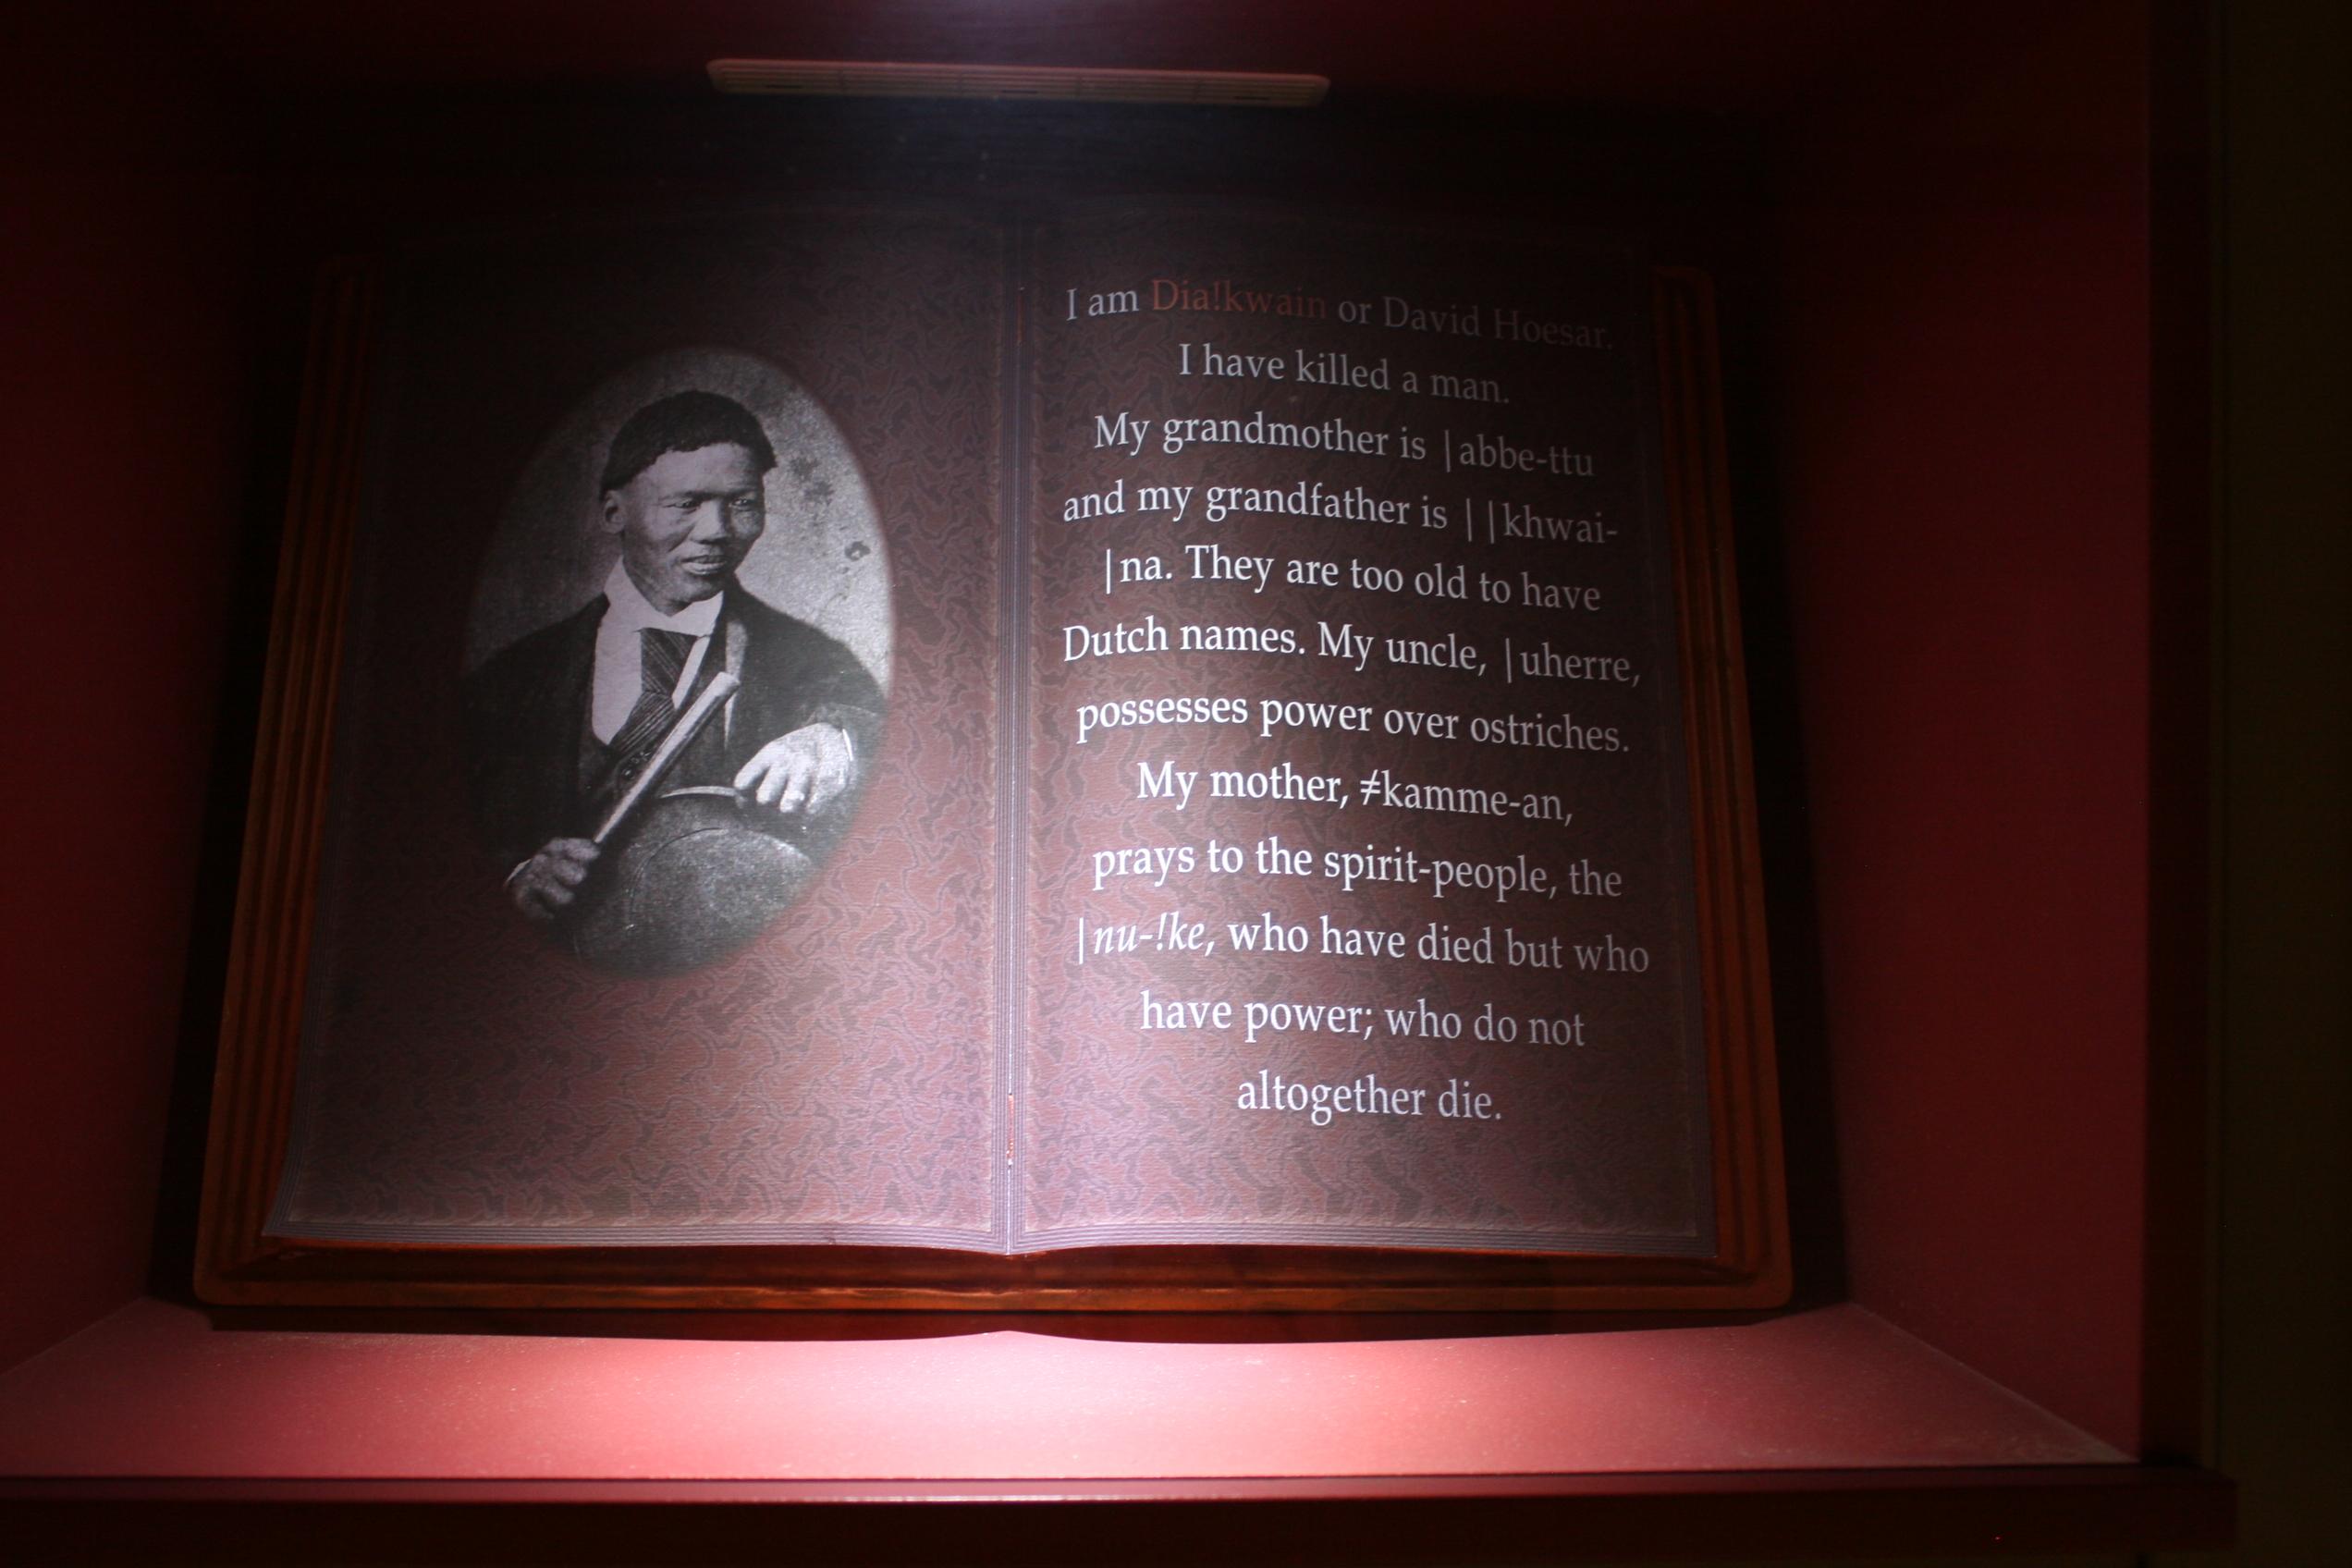 I am Dia!kwain or David Hoesar.
I have killed a man.
My grandmother is |abbe-ttu
and my grandfather is ||khwai-
|na. They are too old to have
Dutch names. My uncle, |uherre,
possesses power over ostriches.
My mother, ≠kamme-an,
prays to the spirit-people, the
|nu-!ke, who have died but who
have power; who do not
altogether die.